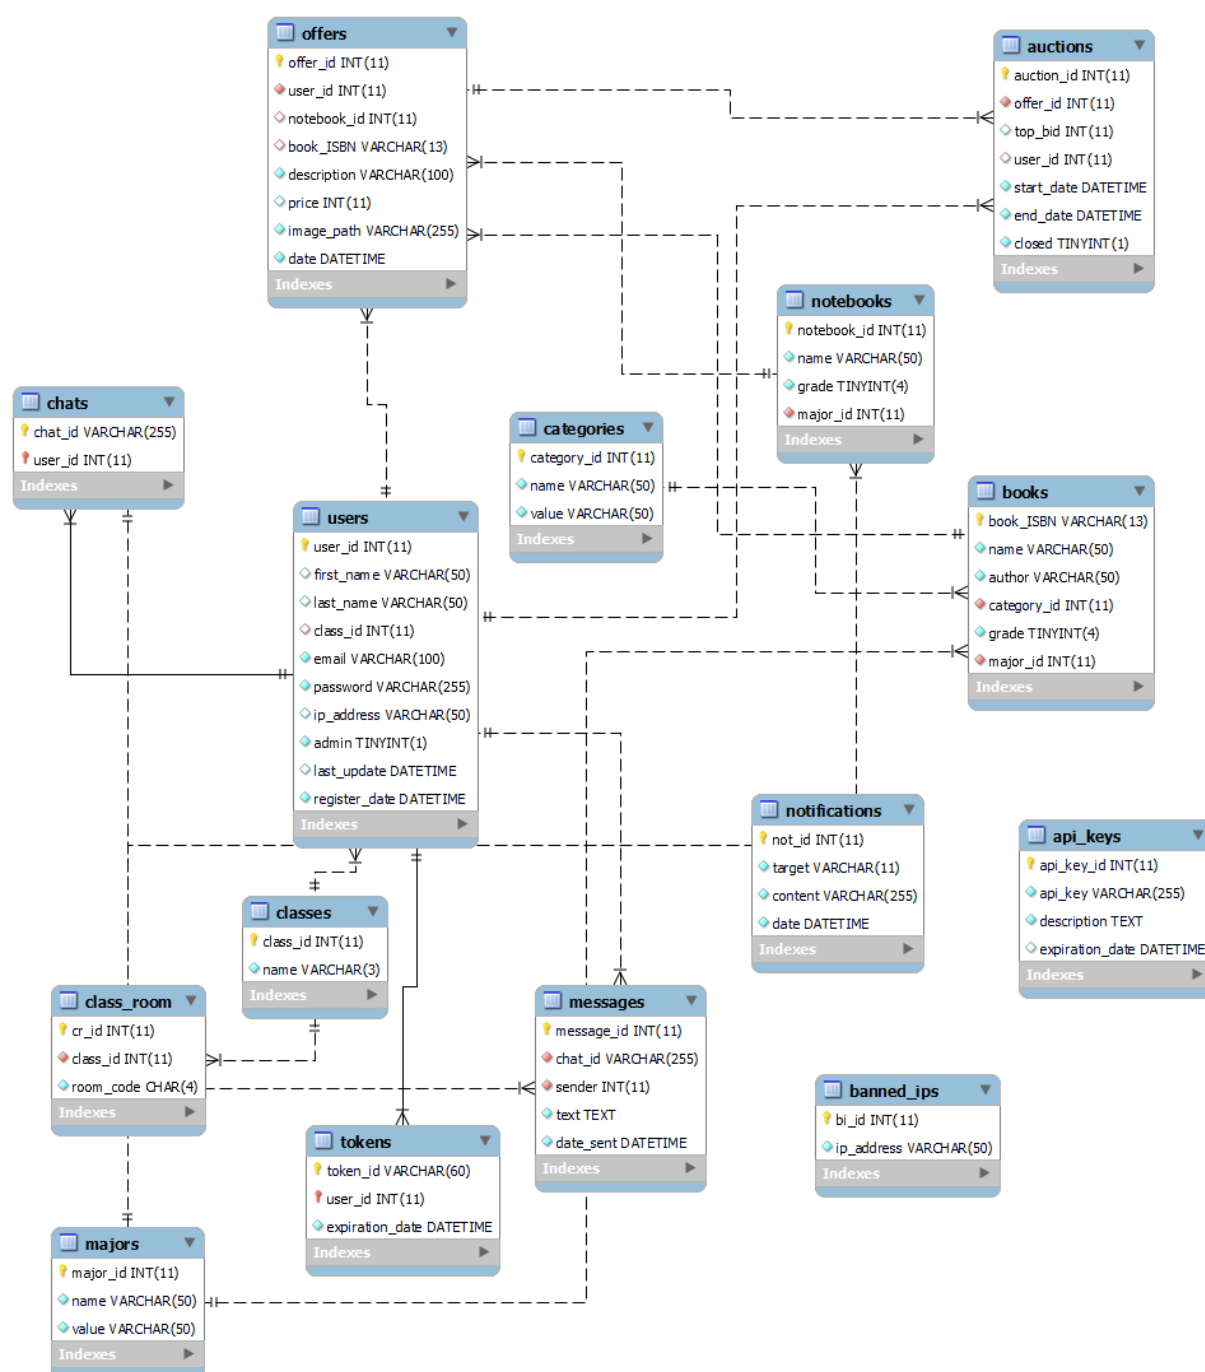 offers
offer_id INT(11)
user_id INT(11)
notebook_id INT(11)
book_ISBN VARCHAR(13)
description VARCHAR(100)
price INT(11)
image_path VARCHAR(255)
date DATETIME
Indexes
auctions
auction_id INT(11)
offer_id INT(11)
top_bid INT(11)
user_id INT(11)
start_date DATETIME
end_date DATETIME
closed TINYINT(1)
Indexes
notebooks
notebook_id INT(11)
name VARCHAR(50)
grade TINYINT(4)
major_id INT(11)
Indexes
chats
chat_id VARCHAR(255)
user_id INT(11)
Indexes
categories
category_id INT(11)
name VARCHAR(50)
value VARCHAR(50)
Indexes
books
book_ISBN VARCHAR(13)
name VARCHAR(50)
author VARCHAR(50)
category_id INT(11)
grade TINYINT(4)
major_id INT(11)
Indexes
users
user_id INT(11)
first_name VARCHAR(50)
last_name VARCHAR(50)
class_id INT(11)
email VARCHAR(100)
password VARCHAR(255)
ip_address VARCHAR(50)
admin TINYINT(1)
last_update DATETIME
register_date DATETIME
Indexes
notifications
not_id INT(11)
target VARCHAR(11)
content VARCHAR(255)
date DATETIME
Indexes
api_keys
api_key_id INT(11)
api_key VARCHAR(255)
description TEXT
expiration_date DATETIME
Indexes
classes
class_id INT(11)
name VARCHAR(3)
Indexes
class_room
cr_id INT(11)
class_id INT(11)
room_code CHAR(4)
Indexes
messages
message_id INT(11)
chat_id VARCHAR(255)
sender INT(11)
text TEXT
date_sent DATETIME
Indexes
banned_ips
bi_id INT(11)
ip_address VARCHAR(50)
Indexes
tokens
token_id VARCHAR(60)
user_id INT(11)
expiration_date DATETIME
Indexes
majors
major_id INT(11)
name VARCHAR(50)
value VARCHAR(50)
Indexes